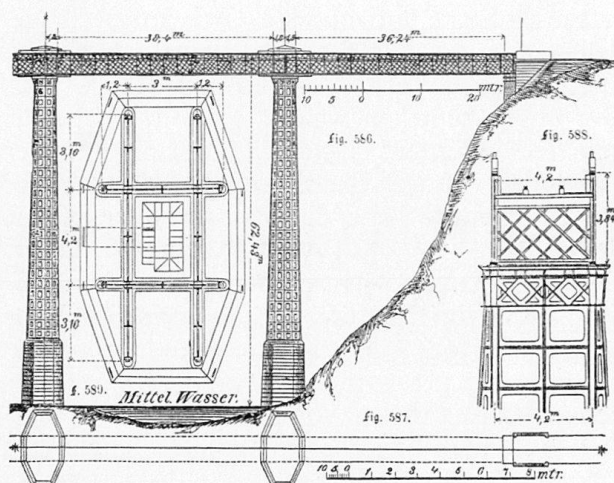 38,4 m
36,24 m
1,2 3 m 1,2
10 5 0 10 20 mtr.
fig. 586.
fig. 588.
3,10 m
4,2 m
3,10 m
62,43 m
4,2 m
f. 589.
Mittel. Wasser.
fig. 587.
4,2 m
10 5 0 1 2 3 4 5 6 7 8 mtr.